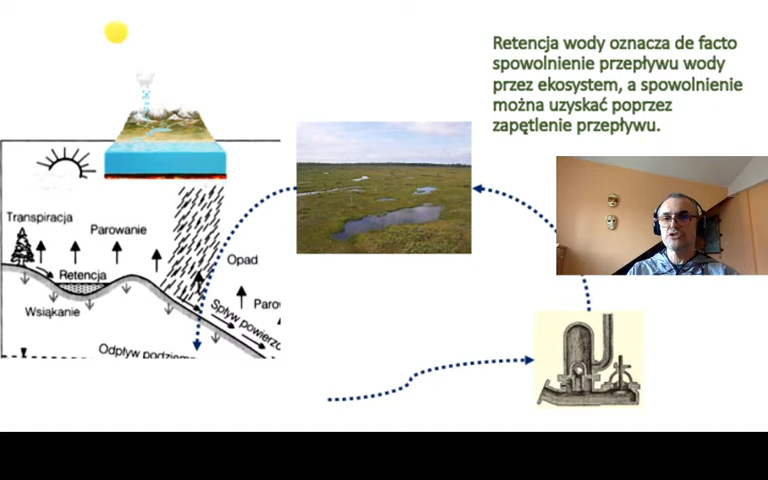 Retencja wody oznacza de facto
spowolnienie przepływu wody
przez ekosystem, a spowolnienie
można uzyskać poprzez
zapętlenie przepływu.
Transpiracja
Parowanie
Opad
Retencja
Wsiąkanie
Spływ
Odpływ